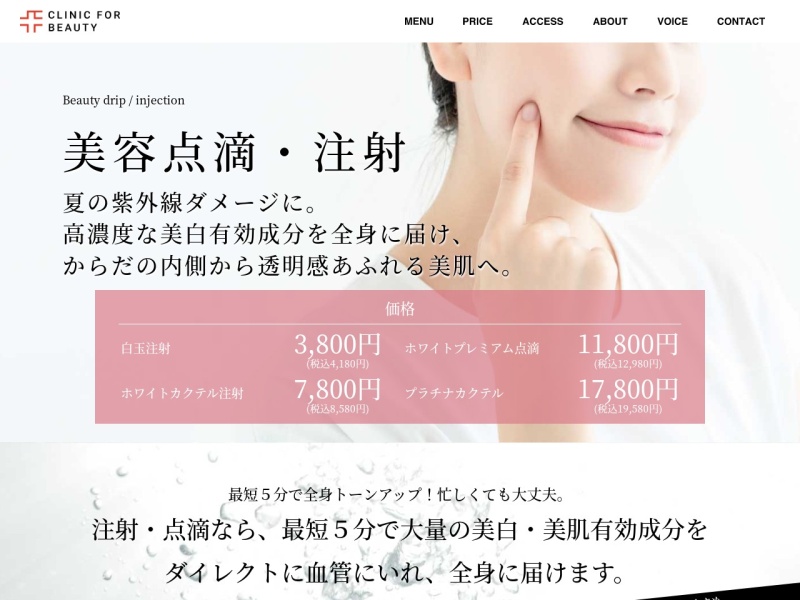 CLINIC FOR
BEAUTY
MENU PRICE ACCESS ABOUT VOICE CONTACT
Beauty drip / injection
美容点滴・注射
夏の紫外線ダメージに。
高濃度な美白有効成分を全身に届け、
からだの内側から透明感あふれる美肌へ。
価格
白玉注射 3,800円 ホワイトプレミアム点滴 11,800円
(税込4,180円) (税込12,980円)
ホワイトカクテル注射 7,800円 プラチナカクテル 17,800円
(税込8,580円) (税込19,580円)
最短５分で全身トーンアップ！忙しくても大丈夫。
注射・点滴なら、最短５分で大量の美白・美肌有効成分を
ダイレクトに血管にいれ、全身に届けます。